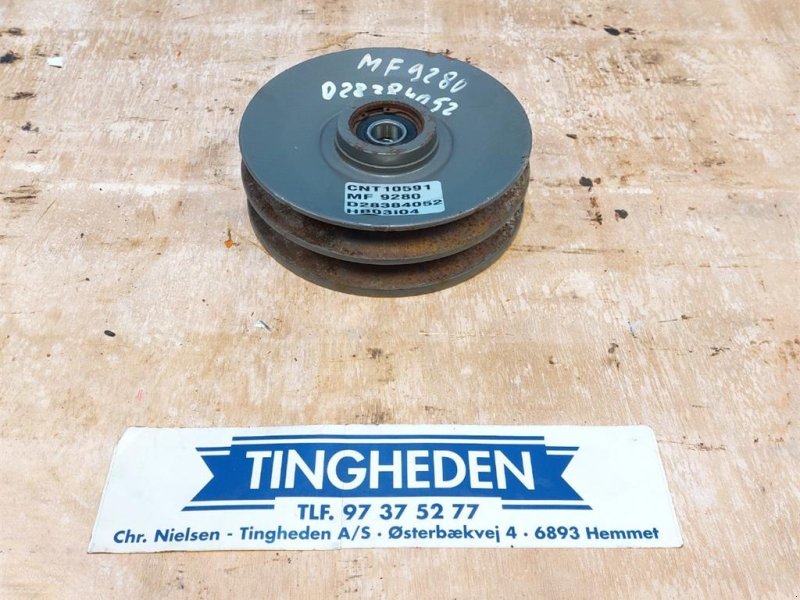 MF 9280
D28384052
CNT10591
MF 9280
D28384052
HB03I04
TINGHEDEN
TLF. 97 37 52 77
Chr. Nielsen - Tingheden A/S · Østerbækvej 4 · 6893 Hemmet